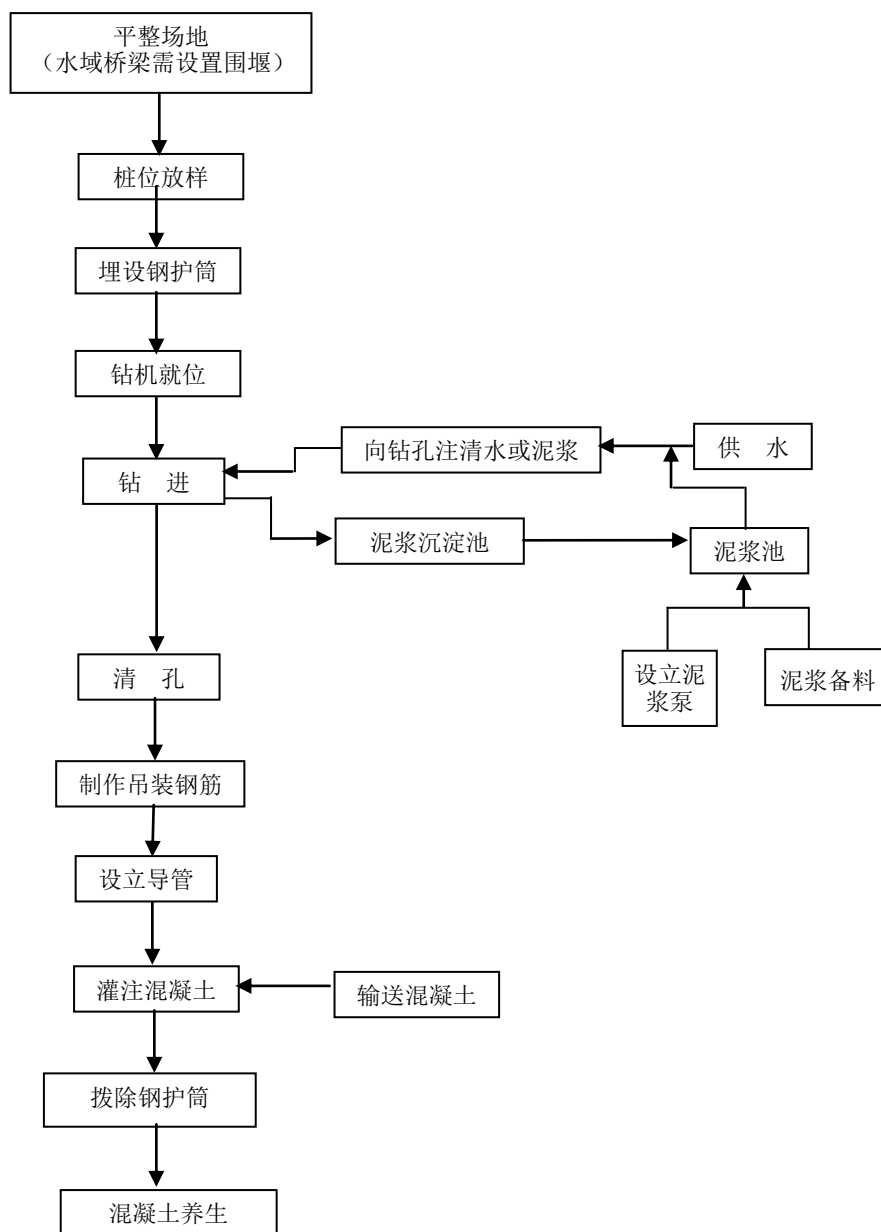 平整场地
（水域桥梁需设置围堰）
桩位放样
埋设钢护筒
钻机就位
向钻孔注清水或泥浆
供 水
钻 进
泥浆沉淀池
泥浆池
清 孔
设立泥
浆泵
泥浆备料
制作吊装钢筋
设立导管
灌注混凝土
输送混凝土
拨除钢护筒
混凝土养生